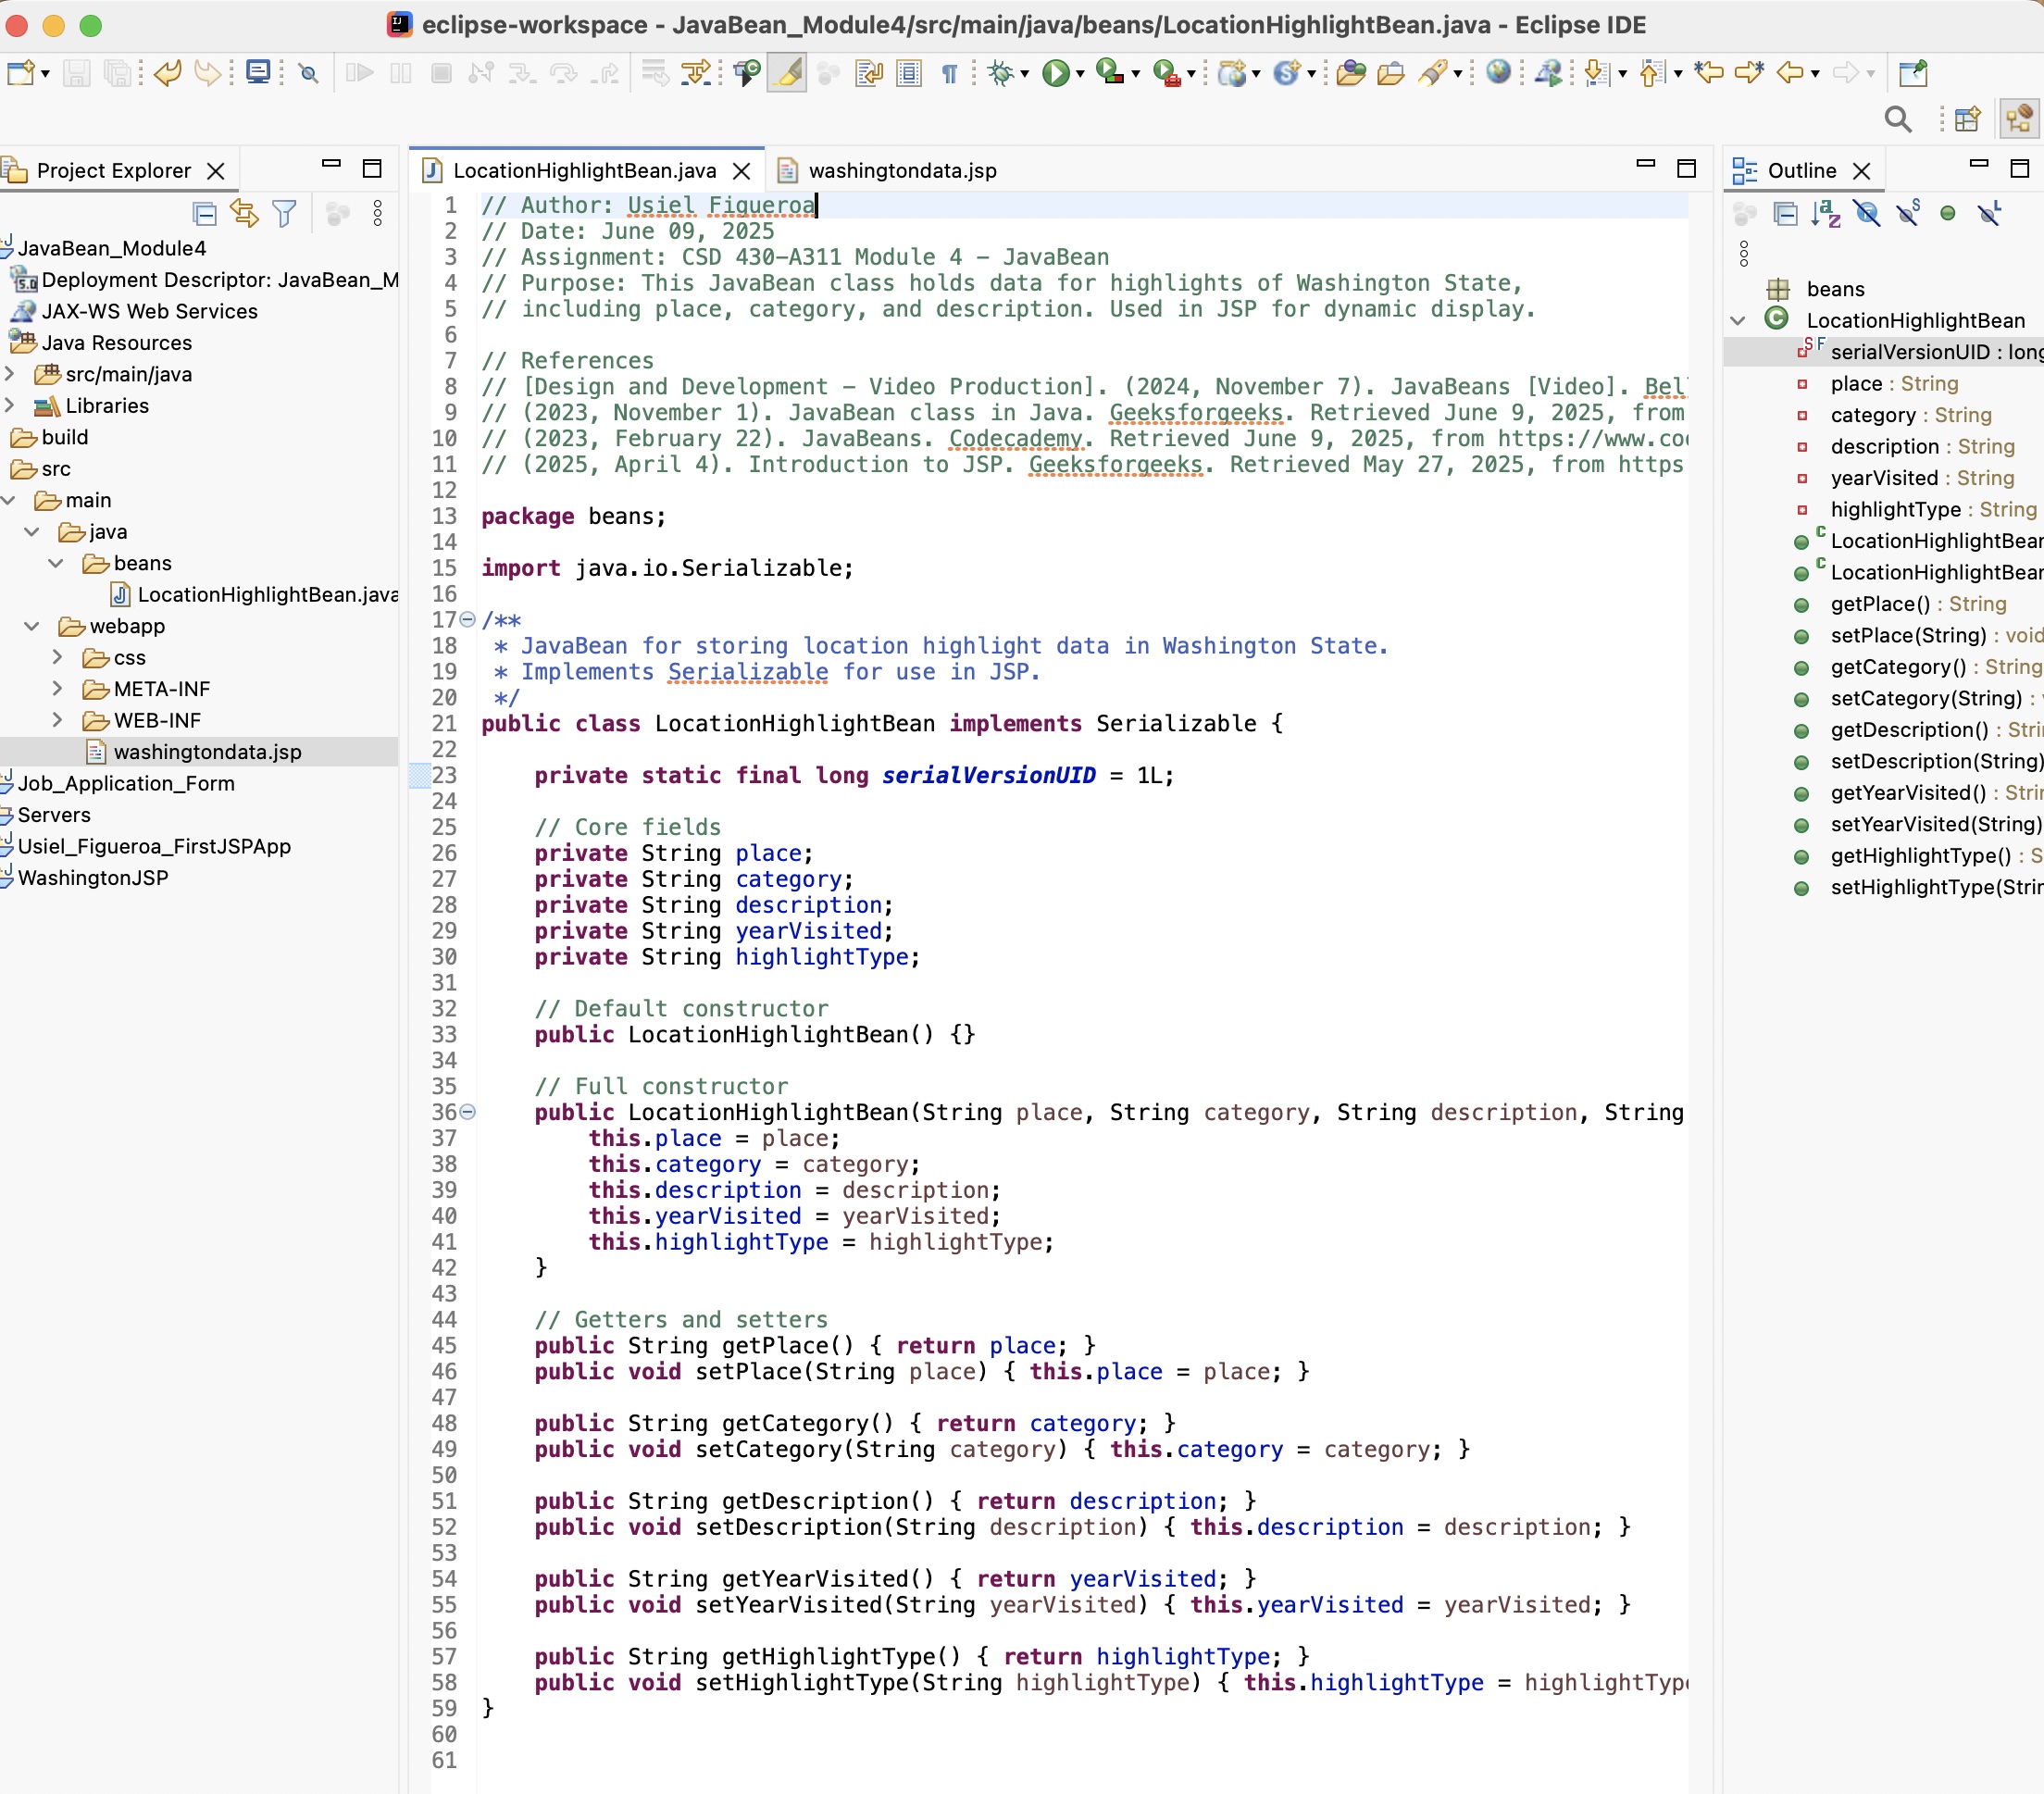 eclipse-workspace - JavaBean_Module4/src/main/java/beans/LocationHighlightBean.java - Eclipse IDE
Project Explorer
JavaBean_Module4
Deployment Descriptor: JavaBean_M
JAX-WS Web Services
Java Resources
src/main/java
Libraries
build
src
main
java
beans
LocationHighlightBean.java
webapp
css
META-INF
WEB-INF
washingtondata.jsp
Job_Application_Form
Servers
Usiel_Figueroa_FirstJSPApp
WashingtonJSP
LocationHighlightBean.java
washingtondata.jsp
1 // Author: Usiel Figueroa
2 // Date: June 09, 2025
3 // Assignment: CSD 430-A311 Module 4 - JavaBean
4 // Purpose: This JavaBean class holds data for highlights of Washington State,
5 // including place, category, and description. Used in JSP for dynamic display.
6
7 // References
8 // [Design and Development - Video Production]. (2024, November 7). JavaBeans [Video]. Bel
9 // (2023, November 1). JavaBean class in Java. Geeksforgeeks. Retrieved June 9, 2025, from
10 // (2023, February 22). JavaBeans. Codecademy. Retrieved June 9, 2025, from https://www.co
11 // (2025, April 4). Introduction to JSP. Geeksforgeeks. Retrieved May 27, 2025, from https
12
13 package beans;
14
15 import java.io.Serializable;
16
17 /**
18 * JavaBean for storing location highlight data in Washington State.
19 * Implements Serializable for use in JSP.
20 */
21 public class LocationHighlightBean implements Serializable {
22
23 private static final long serialVersionUID = 1L;
24
25 // Core fields
26 private String place;
27 private String category;
28 private String description;
29 private String yearVisited;
30 private String highlightType;
31
32 // Default constructor
33 public LocationHighlightBean() {}
34
35 // Full constructor
36 public LocationHighlightBean(String place, String category, String description, String
37 this.place = place;
38 this.category = category;
39 this.description = description;
40 this.yearVisited = yearVisited;
41 this.highlightType = highlightType;
42 }
43
44 // Getters and setters
45 public String getPlace() { return place; }
46 public void setPlace(String place) { this.place = place; }
47
48 public String getCategory() { return category; }
49 public void setCategory(String category) { this.category = category; }
50
51 public String getDescription() { return description; }
52 public void setDescription(String description) { this.description = description; }
53
54 public String getYearVisited() { return yearVisited; }
55 public void setYearVisited(String yearVisited) { this.yearVisited = yearVisited; }
56
57 public String getHighlightType() { return highlightType; }
58 public void setHighlightType(String highlightType) { this.highlightType = highlightType
59 }
60
61
Outline
beans
LocationHighlightBean
serialVersionUID : long
place : String
category : String
description : String
yearVisited : String
highlightType : String
LocationHighlightBean
LocationHighlightBean
getPlace() : String
setPlace(String) : void
getCategory() : String
setCategory(String) :
getDescription() : Stri
setDescription(String)
getYearVisited() : Stri
setYearVisited(String)
getHighlightType() : S
setHighlightType(Strin